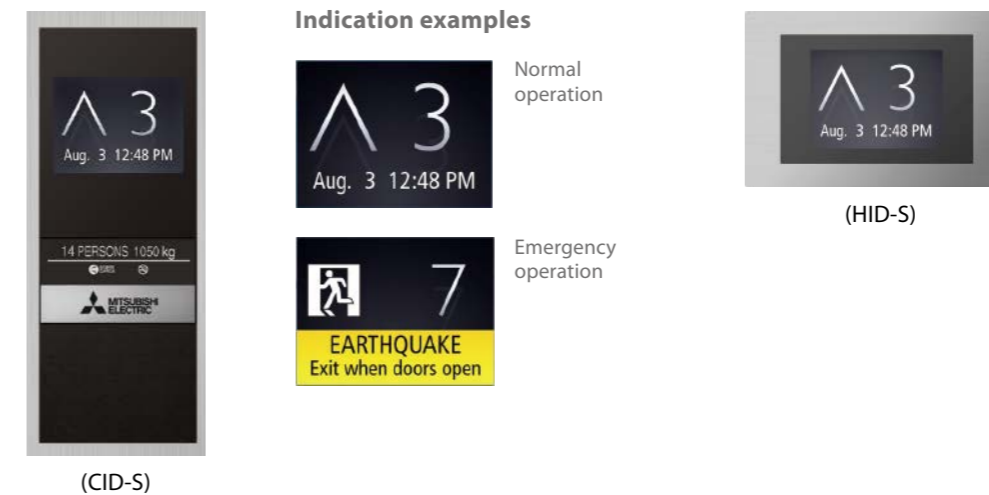 Λ 3
Aug. 3 12:48 PM
14 PERSONS 1050 kg
MITSUBISHI
ELECTRIC
(CID-S)
Indication examples
3
Aug. 3 12:48 PM
Normal
operation
7
EARTHQUAKE
Exit when doors open
Emergency
operation
3
Aug. 3 12:48 PM
(HID-S)